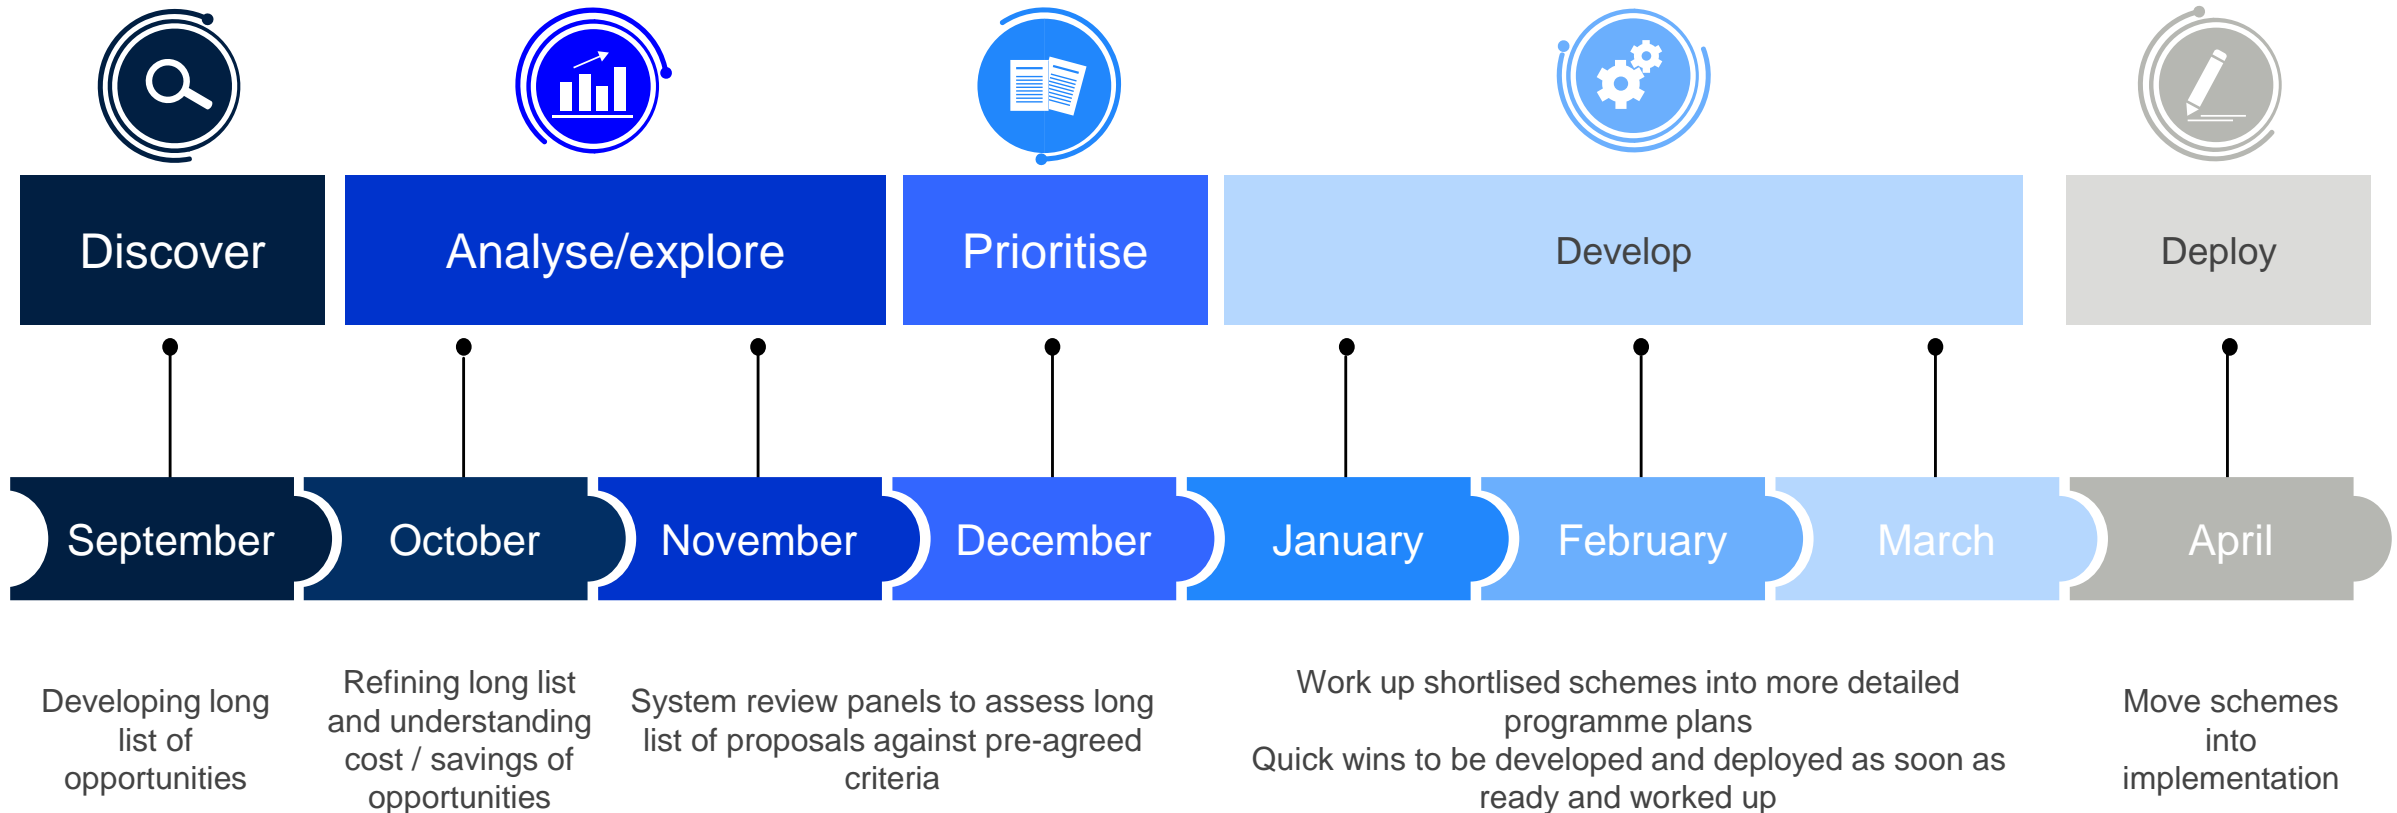 Discover
Analyse/explore
Prioritise
Develop
Deploy
September
October
November
December
January
February
March
April
Developing long
list of
opportunities
Refining long list
and understanding
cost / savings of
opportunities
System review panels to assess long
list of proposals against pre-agreed
criteria
Work up shortlised schemes into more detailed
programme plans
Quick wins to be developed and deployed as soon as
ready and worked up
Move schemes
into
implementation